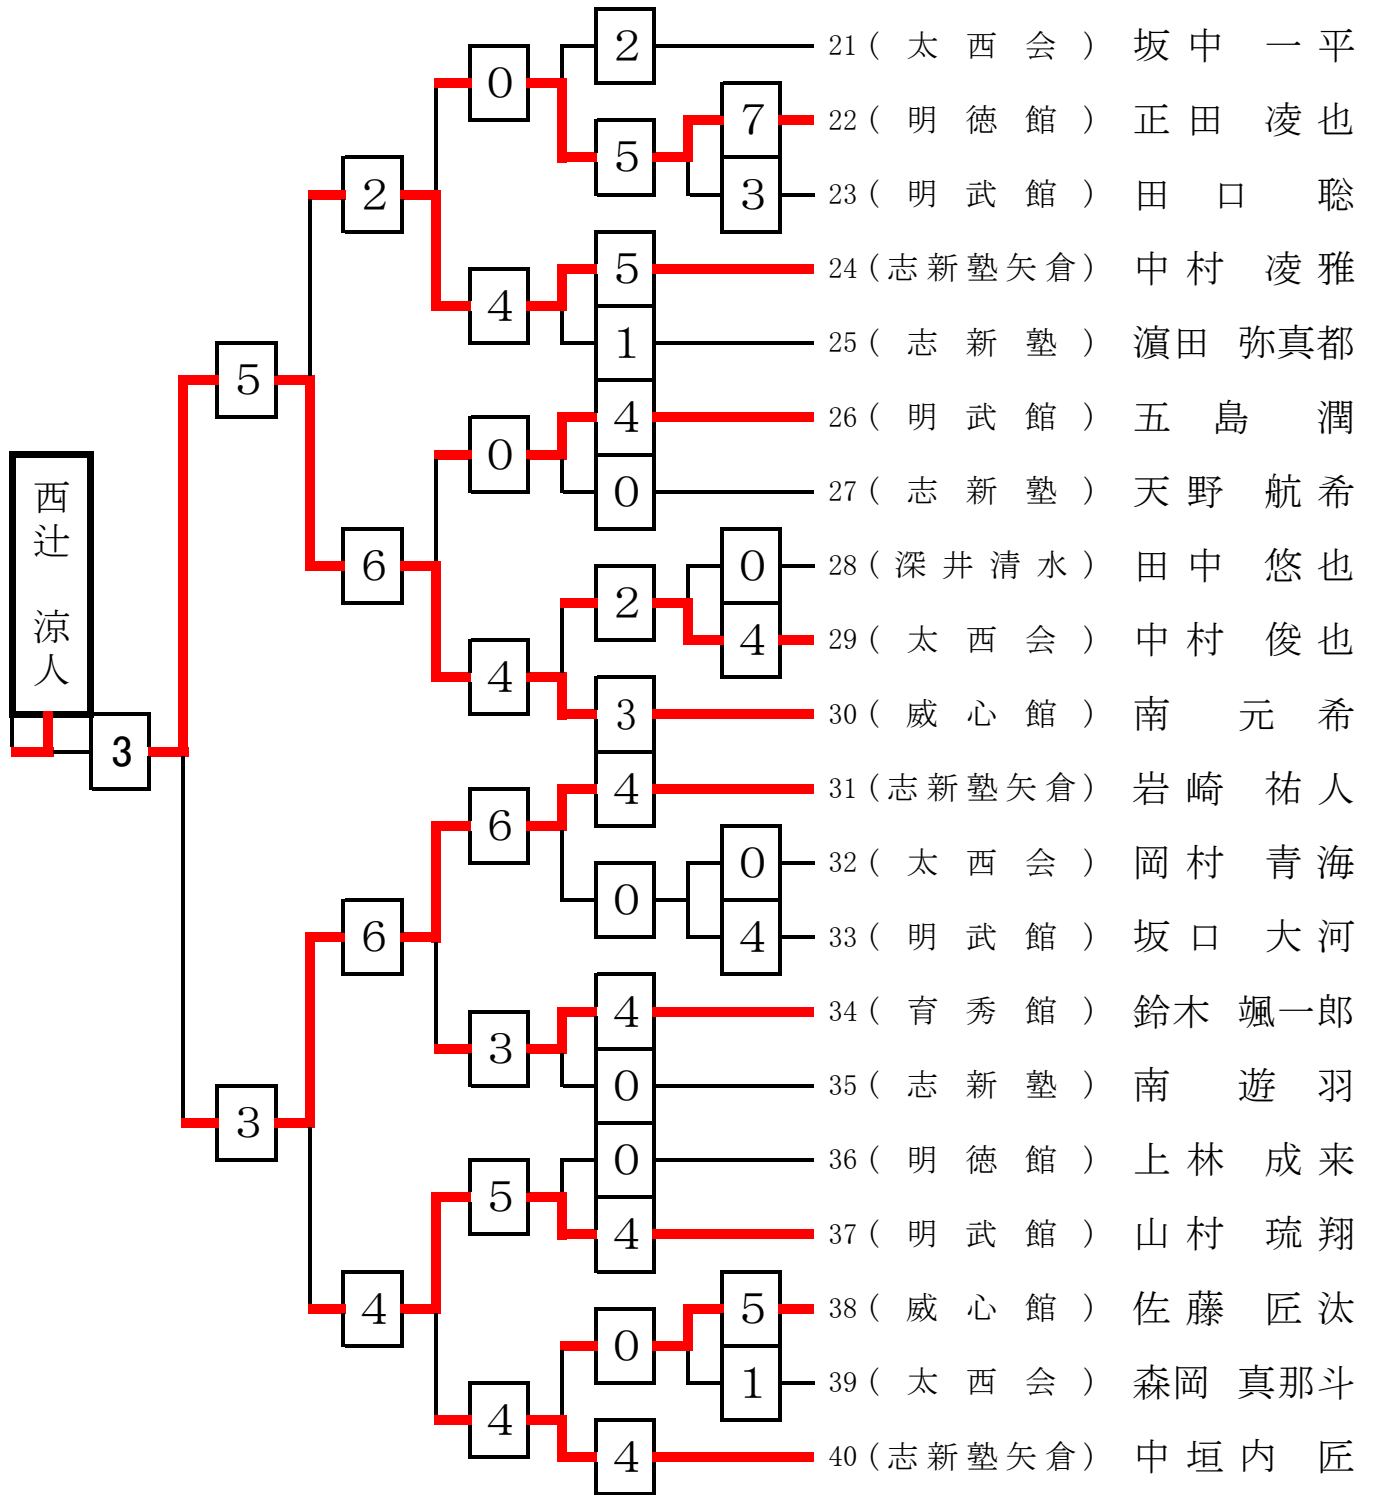 2
21 ( 太 西 会 ) 坂 中 一 平
0
7
22 ( 明 徳 館 ) 正 田 凌 也
5
2
3
23 ( 明 武 館 ) 田 口 聡
5
24 (志新塾矢倉) 中 村 凌 雅
4
1
25 ( 志 新 塾 ) 濵田 弥真都
5
4
26 ( 明 武 館 ) 五 島 潤
0
0
27 ( 志 新 塾 ) 天 野 航 希
西辻 涼人
6
0
28 ( 深 井 清 水 ) 田 中 悠 也
2
4
29 ( 太 西 会 ) 中 村 俊 也
4
3
30 ( 威 心 館 ) 南 元 希
3
4
31 (志新塾矢倉) 岩 崎 祐 人
6
0
32 ( 太 西 会 ) 岡 村 青 海
0
6
4
33 ( 明 武 館 ) 坂 口 大 河
4
34 ( 育 秀 館 ) 鈴木 颯一郎
3
0
35 ( 志 新 塾 ) 南 遊 羽
3
0
36 ( 明 徳 館 ) 上 林 成 来
5
4
37 ( 明 武 館 ) 山 村 琉 翔
4
5
38 ( 威 心 館 ) 佐 藤 匠 汰
0
1
39 ( 太 西 会 ) 森岡 真那斗
4
4
40 (志新塾矢倉) 中 垣 内 匠